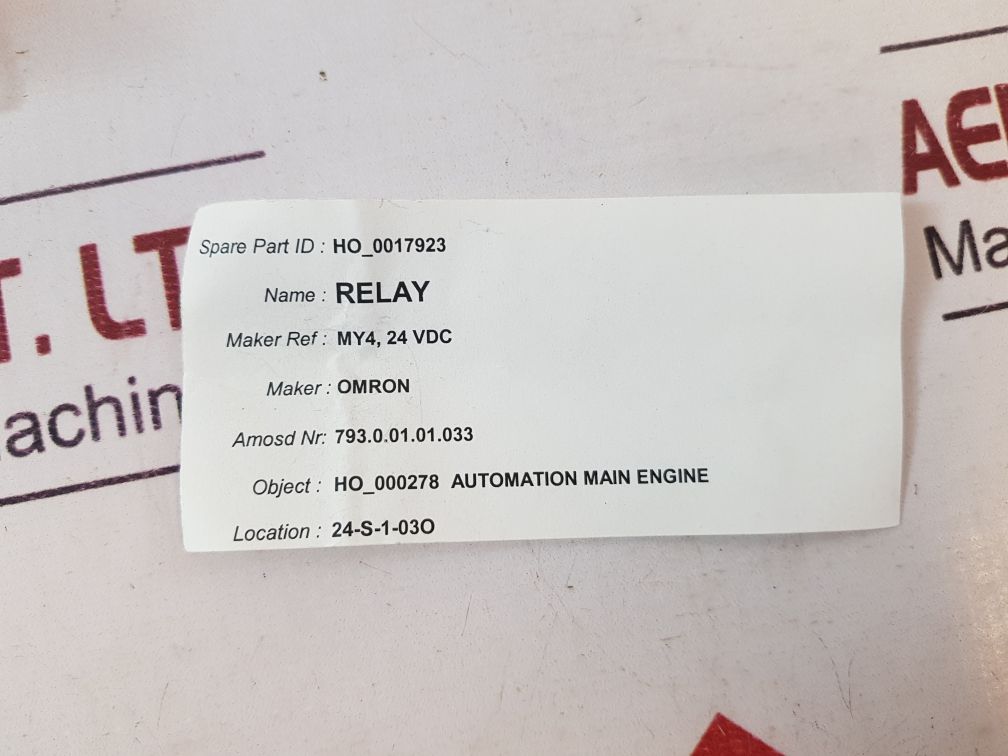 Spare Part ID : HO_0017923
Name : RELAY
Maker Ref : MY4, 24 VDC
Maker : OMRON
Amosd Nr: 793.0.01.01.033
Object : HO_000278 AUTOMATION MAIN ENGINE
Location : 24-S-1-03O
T. LT
achin
AE
Ma